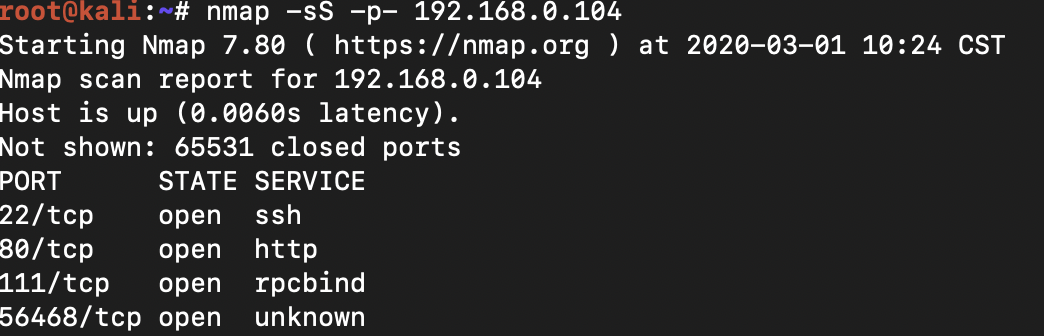 root@kali:~# nmap -sS -p- 192.168.0.104
Starting Nmap 7.80 ( https://nmap.org ) at 2020-03-01 10:24 CST
Nmap scan report for 192.168.0.104
Host is up (0.0060s latency).
Not shown: 65531 closed ports
PORT      STATE SERVICE
22/tcp    open  ssh
80/tcp    open  http
111/tcp   open  rpcbind
56468/tcp open  unknown